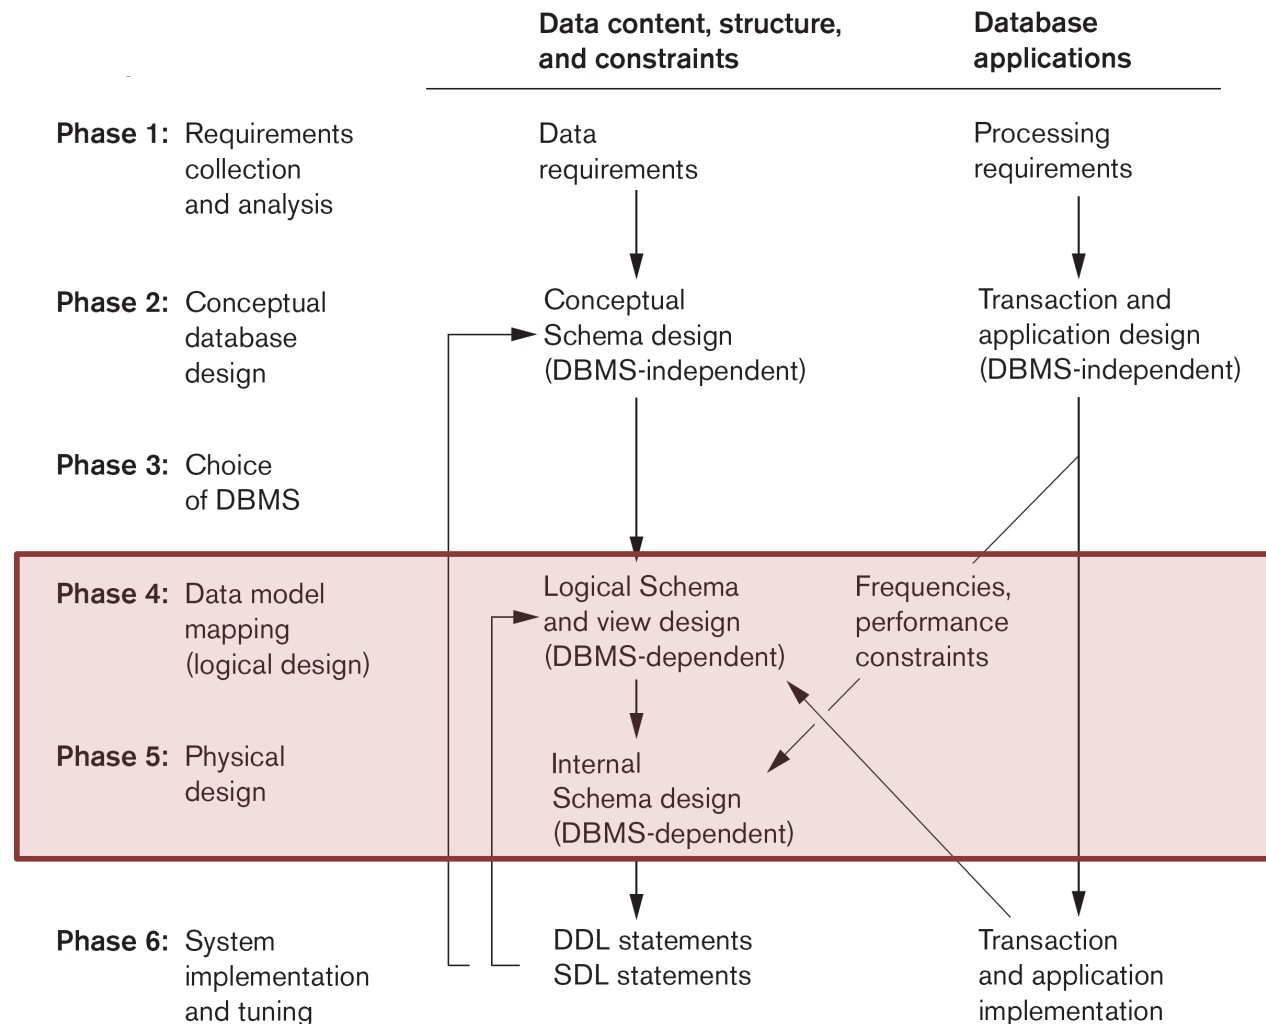 Data content, structure,
and constraints
Database
applications
Phase 1: Requirements
collection
and analysis
Data
requirements
Processing
requirements
Phase 2: Conceptual
database
design
Conceptual
Schema design
(DBMS-independent)
Transaction and
application design
(DBMS-independent)
Phase 3: Choice
of DBMS
Phase 4: Data model
mapping
(logical design)
Logical Schema
and view design
(DBMS-dependent)
Frequencies,
performance
constraints
Phase 5: Physical
design
Internal
Schema design
(DBMS-dependent)
Phase 6: System
implementation
and tuning
DDL statements
SDL statements
Transaction
and application
implementation